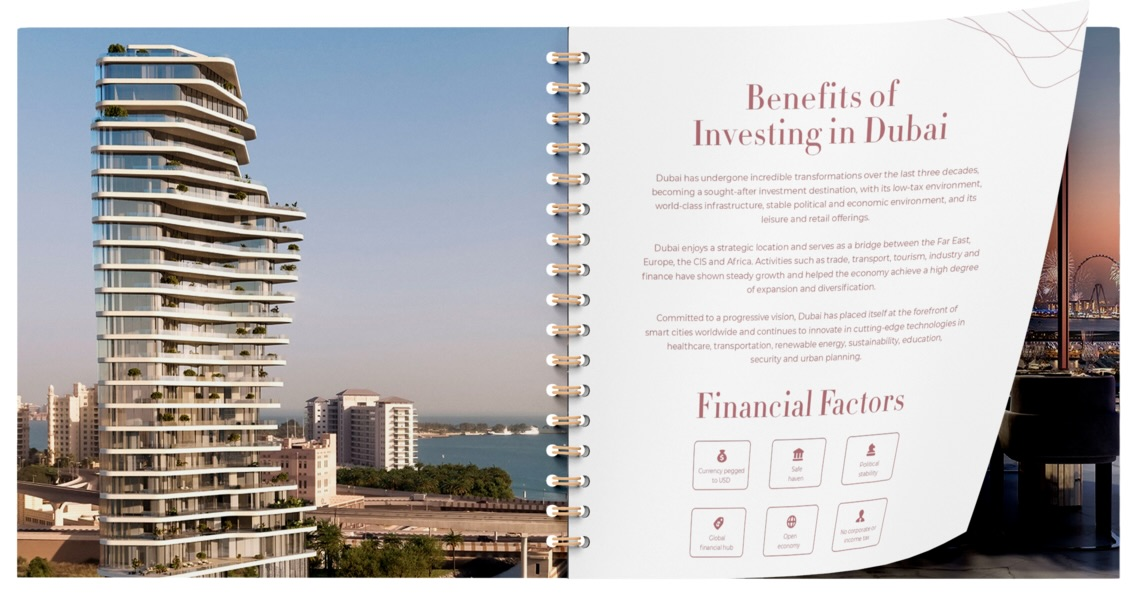 Benefits of
Investing in Dubai
Dubai has undergone incredible transformations over the last three decades,
becoming a sought-after investment destination, with its low-tax environment,
world-class infrastructure, stable political and economic environment, and its
leisure and retail offerings.
Dubai enjoys a strategic location and serves as a bridge between the Far East,
Europe, the CIS and Africa. Activities such as trade, transport, tourism, industry and
finance have shown steady growth and helped the economy achieve a high degree
of expansion and diversification.
Committed to a progressive vision, Dubai has placed itself at the forefront of
smart cities worldwide and continues to innovate in cutting-edge technologies in
healthcare, transportation, renewable energy, sustainability, education,
security and urban planning.
Financial Factors
Currency pegged
to USD
Safe
haven
Political
stability
Global
financial hub
Open
economy
No corporate or
income tax